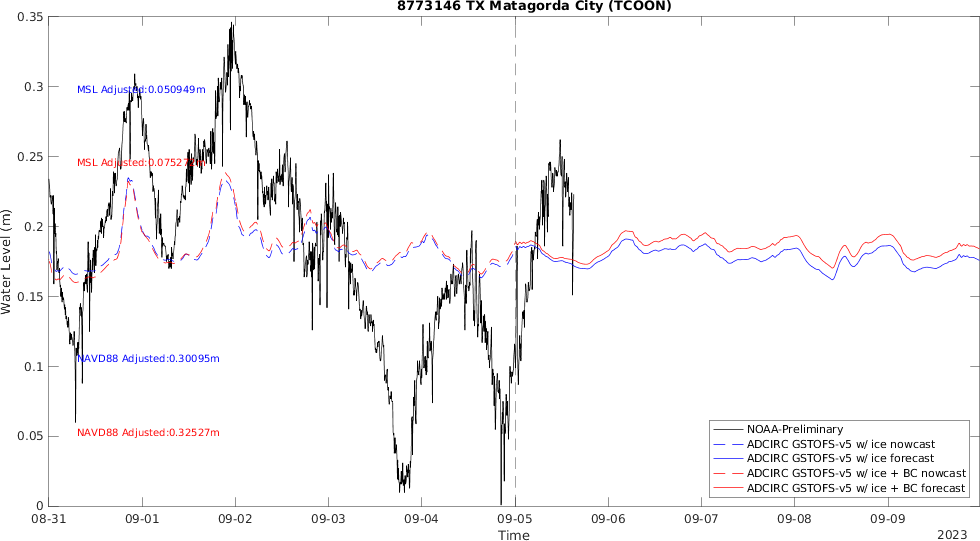 8773146 TX Matagorda City (TCOON)
0.35
0.3
0.25
0.2
0.15
0.1
0.05
0
Water Level (m)
MSL Adjusted:0.050949m
MSL Adjusted:0.07527
NAVD88 Adjusted:0.30095m
NAVD88 Adjusted:0.32527m
NOAA-Preliminary
ADCIRC GSTOFS-v5 w/ ice nowcast
ADCIRC GSTOFS-v5 w/ ice forecast
ADCIRC GSTOFS-v5 w/ ice + BC nowcast
ADCIRC GSTOFS-v5 w/ ice + BC forecast
08-31 09-01 09-02 09-03 09-04 09-05 09-06 09-07 09-08 09-09
Time
2023